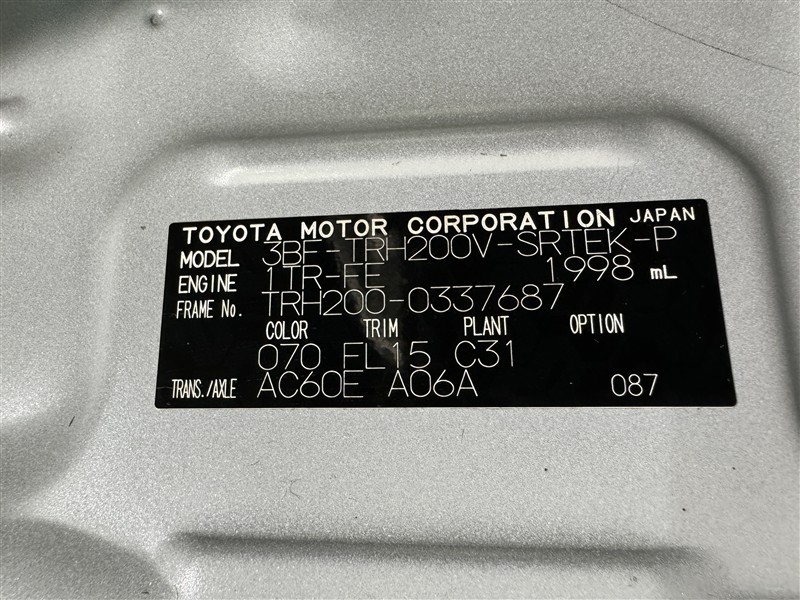 TOYOTA MOTOR CORPORATION JAPAN
MODEL 3BF-TRH200V-SRTEK-P
ENGINE 1TR-FE 1998 mL
FRAME No. TRH200-0337687
COLOR TRIM PLANT OPTION
070 FL15 C31
TRANS./AXLE AC60E A06A 087